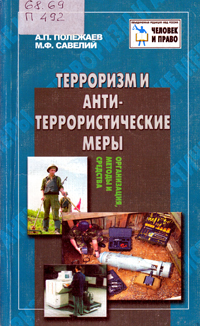 68.69
П 492
А.П. ПОЛЕЖАЕВ
М.Ф. САВЕЛИЙ
ЧЕЛОВЕК
И ПРАВО
ТЕРРОРИЗМ И
АНТИ-
ТЕРРОРИСТИЧЕСКИЕ
МЕРЫ
ОРГАНИЗАЦИЯ,
МЕТОДЫ И
СРЕДСТВА